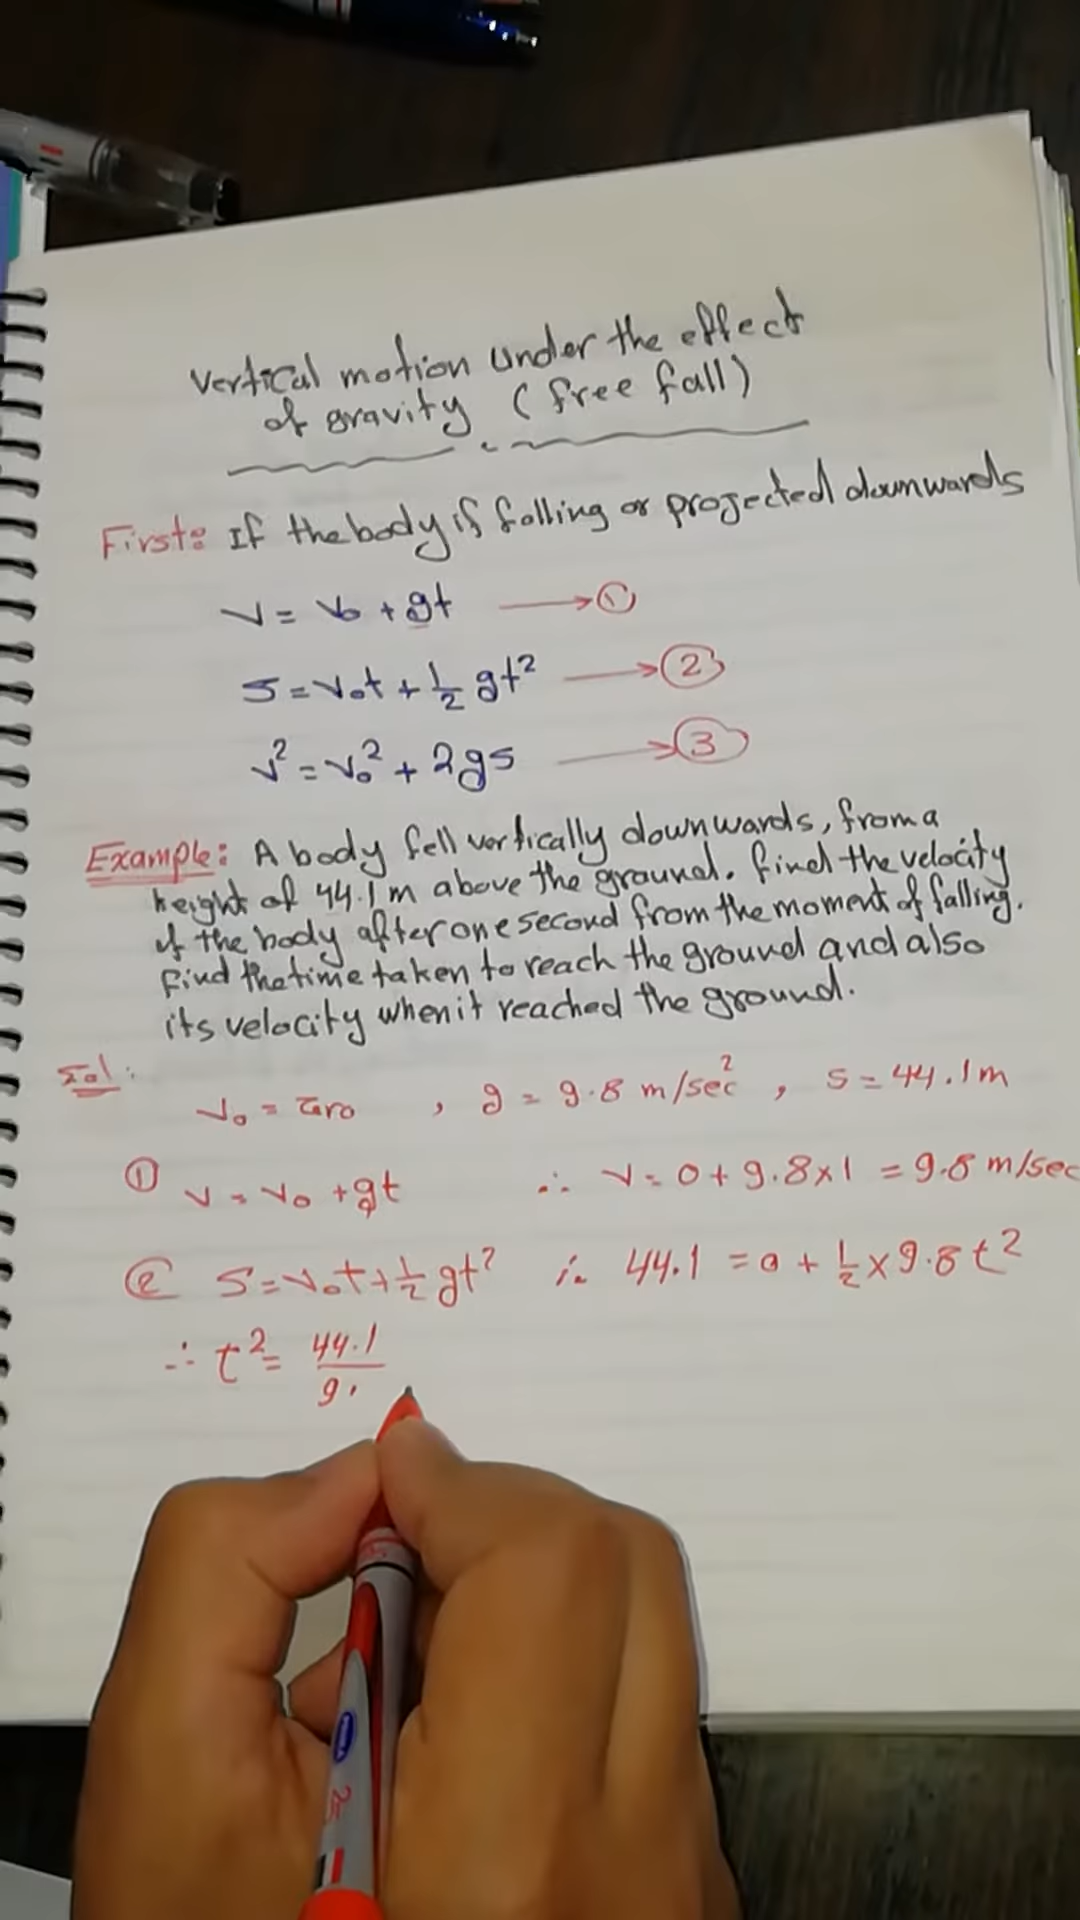 Vertical motion under the effect
of gravity (free fall)
First: If the body is falling or projected downwards
V = V₀ + gt → ①
S = V₀t + ½ gt² → ②
V² = V₀² + 2gs → ③
Example: A body fell vertically downwards, from a
height of 44.1 m above the ground. find the velocity
of the body after one second from the moment of falling.
find the time taken to reach the ground and also
its velocity when it reached the ground.
Sol:
V₀ = zero , g = 9.8 m/sec² , S = 44.1 m
① V = V₀ + gt ∴ V = 0 + 9.8 × 1 = 9.8 m/sec
② S = V₀t + ½ gt² ∴ 44.1 = 0 + ½ × 9.8 t²
∴ t² = 44.1 / 9.